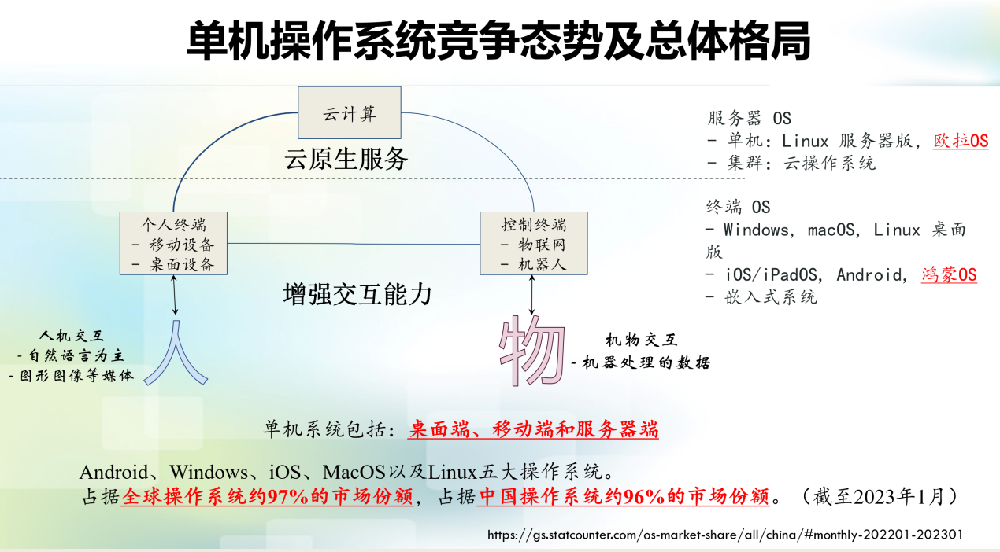 单机操作系统竞争态势及总体格局
云计算
云原生服务
服务器 OS
- 单机：Linux 服务器版，欧拉OS
- 集群：云操作系统
个人终端
- 移动设备
- 桌面设备
控制终端
- 物联网
- 机器人
终端 OS
- Windows, macOS, Linux 桌面
版
- iOS/iPadOS, Android, 鸿蒙OS
- 嵌入式系统
增强交互能力
人机交互
- 自然语言为主
- 图形图像等媒体
人
物
机物交互
- 机器处理的数据
单机系统包括：桌面端、移动端和服务器端
Android、Windows、iOS、MacOS以及Linux五大操作系统。
占据全球操作系统约97%的市场份额，占据中国操作系统约96%的市场份额。（截至2023年1月）
https://gs.statcounter.com/os-market-share/all/china/#monthly-202201-202301